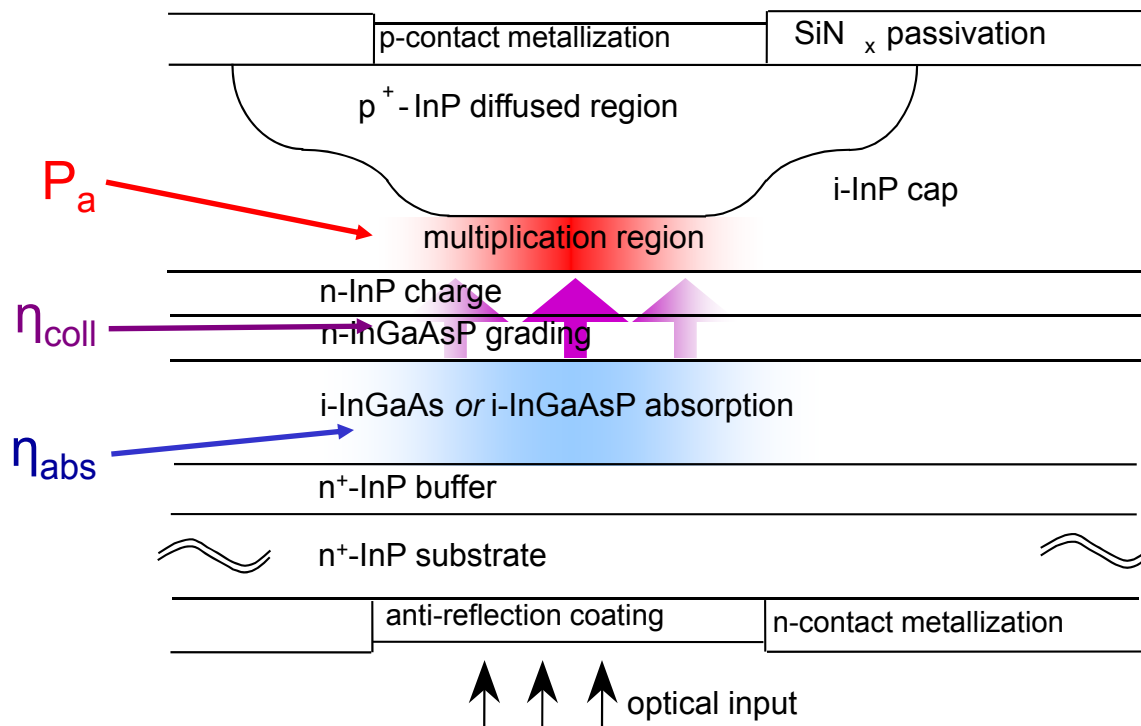 p-contact metallization
SiN x passivation
p+-InP diffused region
Pa
i-InP cap
multiplication region
n-InP charge
ηcoll
n-InGaAsP grading
i-InGaAs or i-InGaAsP absorption
ηabs
n+-InP buffer
n+-InP substrate
anti-reflection coating
n-contact metallization
optical input